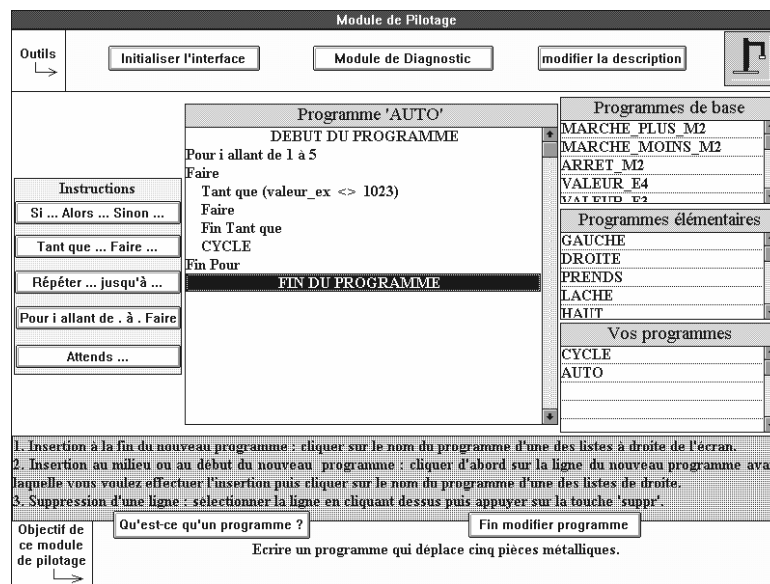 Module de Pilotage
Outils
Initialiser l'interface
Module de Diagnostic
modifier la description
Programme 'AUTO'
DEBUT DU PROGRAMME
Pour i allant de 1 à 5
Faire
Tant que (valeur_ex <> 1023)
Faire
Fin Tant que
CYCLE
Fin Pour
FIN DU PROGRAMME
Instructions
Si ... Alors ... Sinon ...
Tant que ... Faire ...
Répéter ... jusqu'à ...
Pour i allant de . à . Faire
Attends ...
Programmes de base
MARCHE_PLUS_M2
MARCHE_MOINS_M2
ARRET_M2
VALEUR_E4
VALEUR_E3
Programmes élémentaires
GAUCHE
DROITE
PRENDS
LACHE
HAUT
Vos programmes
CYCLE
AUTO
1. Insertion à la fin du nouveau programme : cliquer sur le nom du programme d'une des listes à droite de l'écran.
2. Insertion au milieu ou au début du nouveau programme : cliquer d'abord sur la ligne du nouveau programme ava
laquelle vous voulez effectuer l'insertion puis cliquer sur le nom du programme d'une des listes de droite.
3. Suppression d'une ligne : sélectionner la ligne en cliquant dessus puis appuyer sur la touche 'suppr'.
Objectif de
ce module
de pilotage
Qu'est-ce qu'un programme ?
Fin modifier programme
Ecrire un programme qui déplace cinq pièces métalliques.